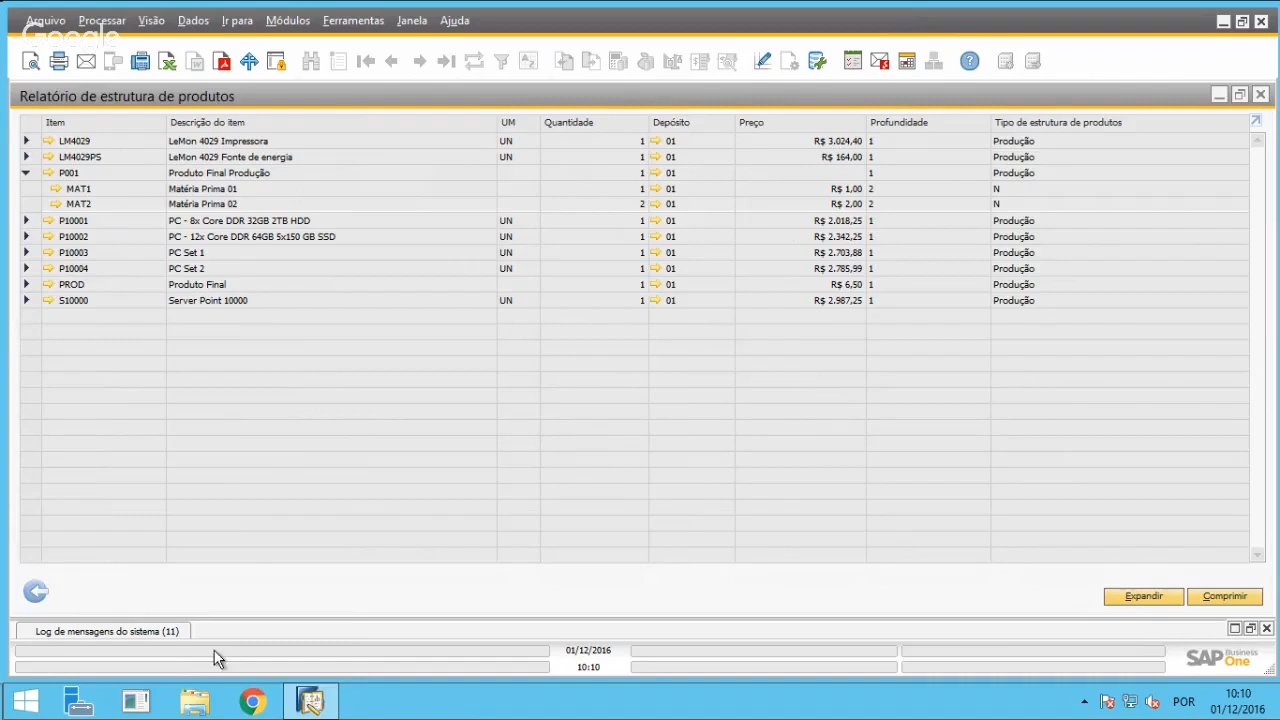 Arquivo Processar Visão Dados Ir para Módulos Ferramentas Janela Ajuda
Google
Relatório de estrutura de produtos
Item Descrição do item UM Quantidade Depósito Preço Profundidade Tipo de estrutura de produtos
LM4029 LeMon 4029 Impressora UN 1 01 R$ 3.024,40 1 Produção
LM4029PS LeMon 4029 Fonte de energia UN 1 01 R$ 164,00 1 Produção
P001 Produto Final Produção 1 01 1 Produção
MAT1 Matéria Prima 01 1 01 R$ 1,00 2 N
MAT2 Matéria Prima 02 2 01 R$ 2,00 2 N
P10001 PC - 8x Core DDR 32GB 2TB HDD UN 1 01 R$ 2.018,25 1 Produção
P10002 PC - 12x Core DDR 64GB 5x150 GB SSD UN 1 01 R$ 2.342,25 1 Produção
P10003 PC Set 1 UN 1 01 R$ 2.703,88 1 Produção
P10004 PC Set 2 UN 1 01 R$ 2.785,99 1 Produção
PROD Produto Final 1 01 R$ 6,50 1 Produção
S10000 Server Point 10000 UN 1 01 R$ 2.987,25 1 Produção
Expandir Comprimir
Log de mensagens do sistema (11)
01/12/2016
10:10
SAP Business One
POR
10:10
01/12/2016